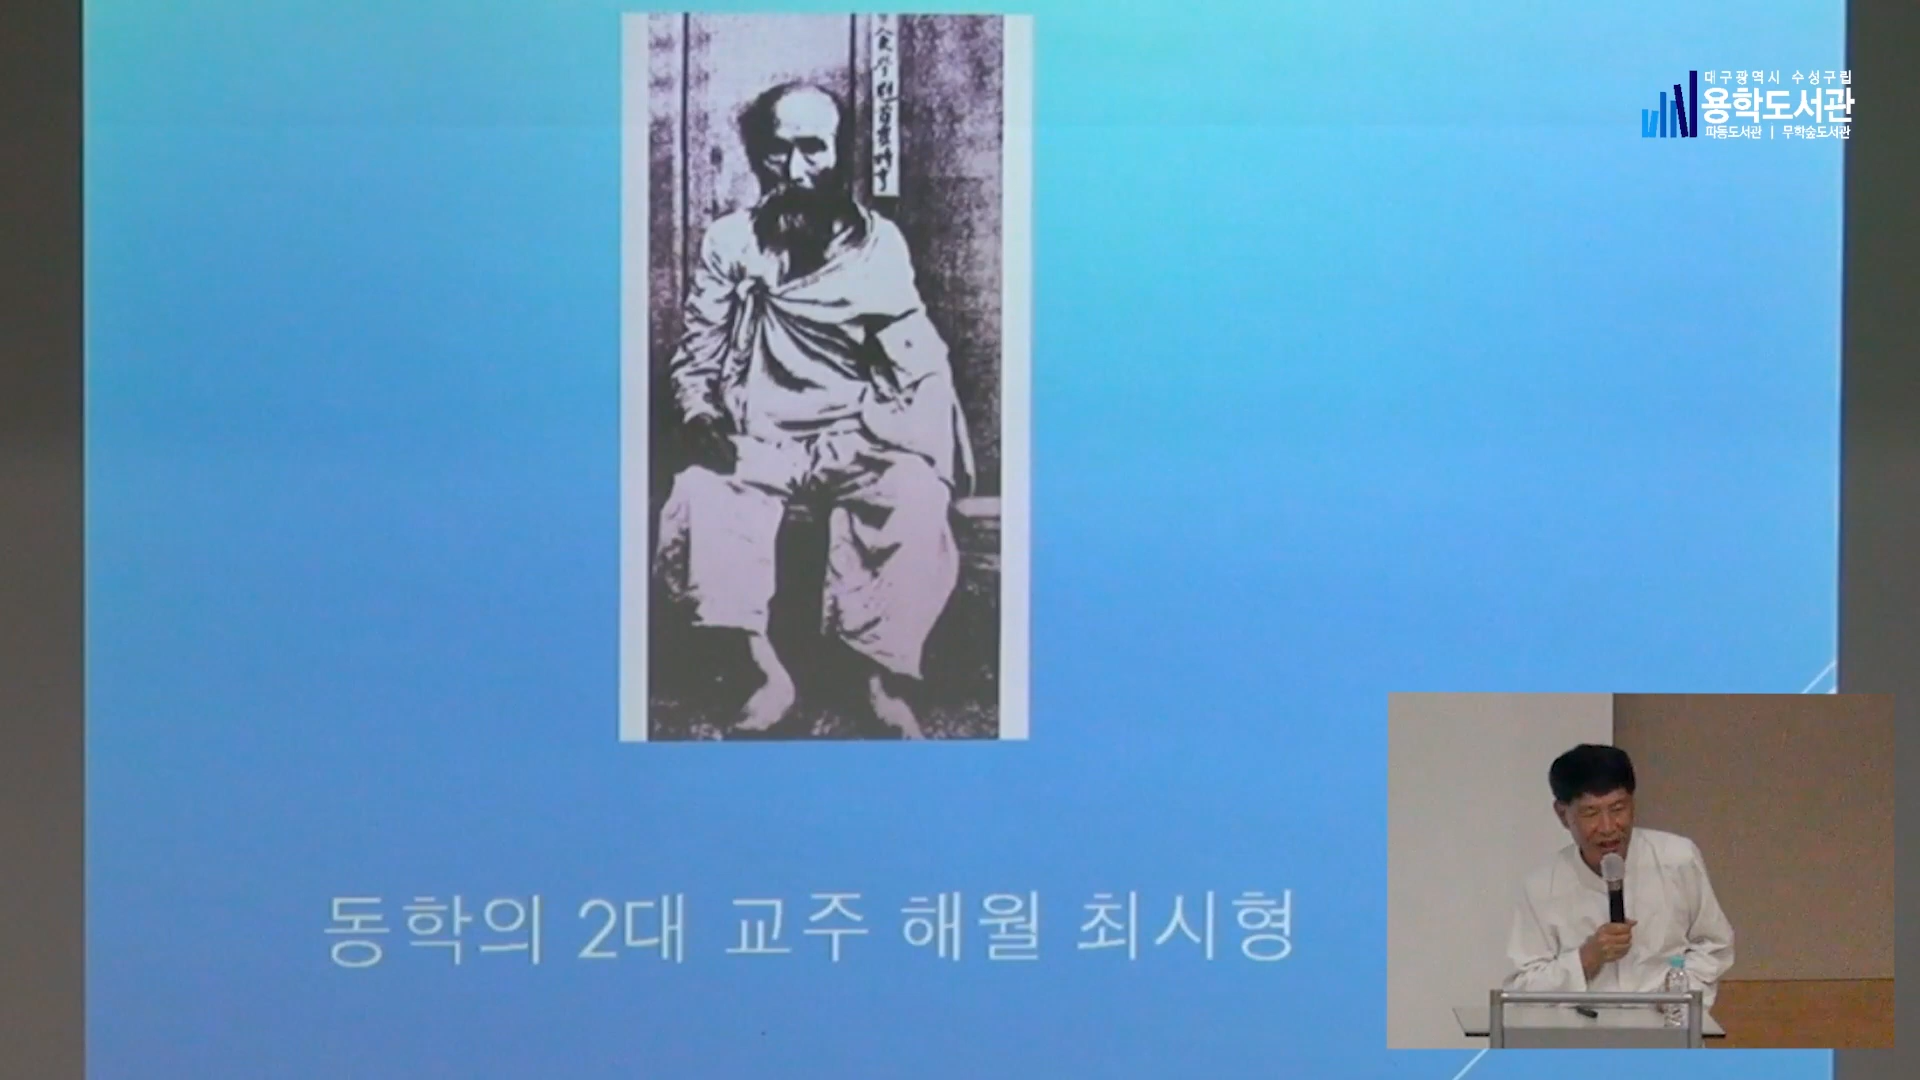 대구광역시 수성구립
용학도서관
파동도서관 | 무학숲도서관
동학의 2대 교주 해월 최시형